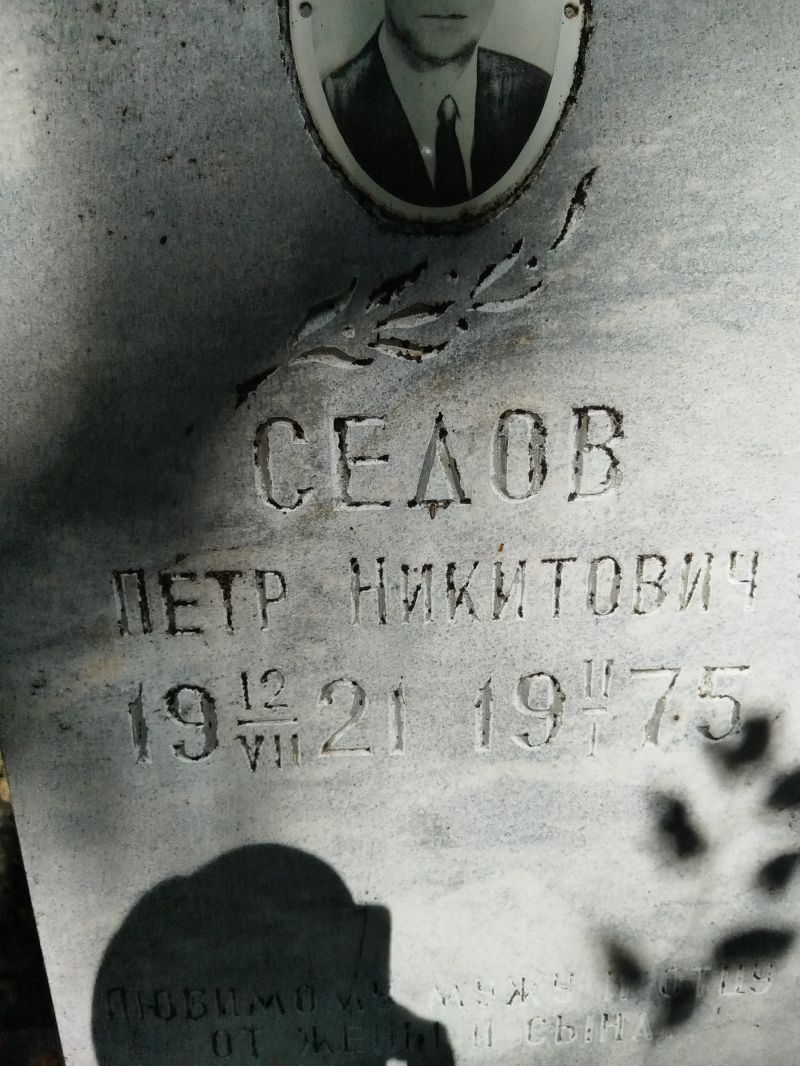 СЕДОВ
ПЕТР НИКИТОВИЧ
19 12/VII 21 19 11/I 75
ЛЮБИМОМУ МУЖУ И ОТЦУ
ОТ ЖЕНЫ И СЫНА